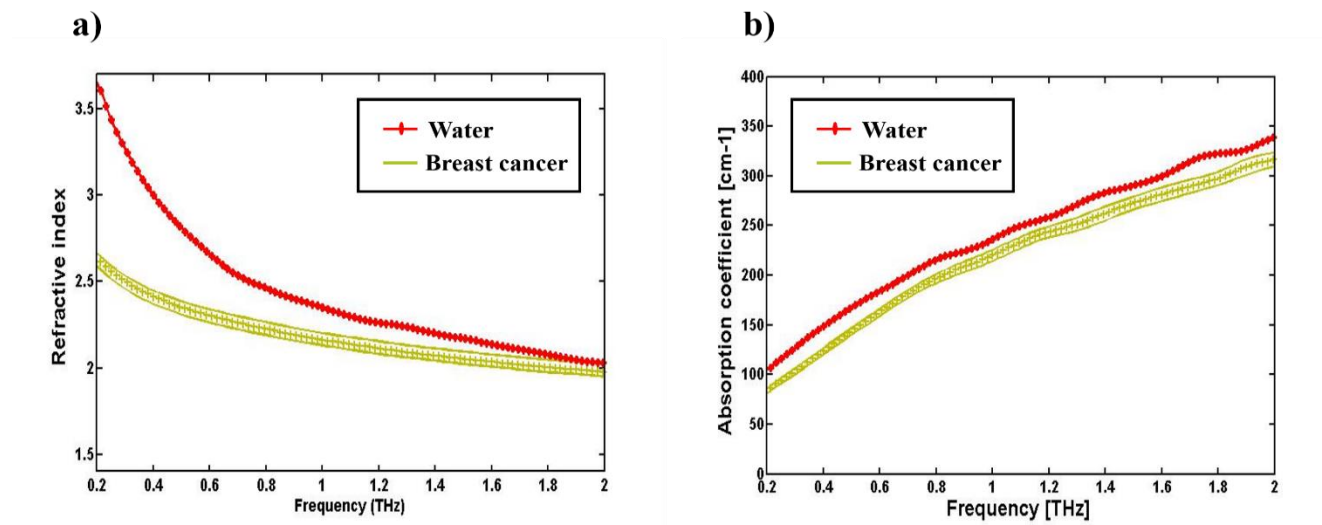 a)
Refractive index
3.5
3
2.5
2
1.5
Water
Breast cancer
0.2 0.4 0.6 0.8 1 1.2 1.4 1.6 1.8 2
Frequency (THz)
b)
Absorption coefficient [cm-1]
400
350
300
250
200
150
100
50
0
Water
Breast cancer
0.2 0.4 0.6 0.8 1 1.2 1.4 1.6 1.8 2
Frequency [THz]